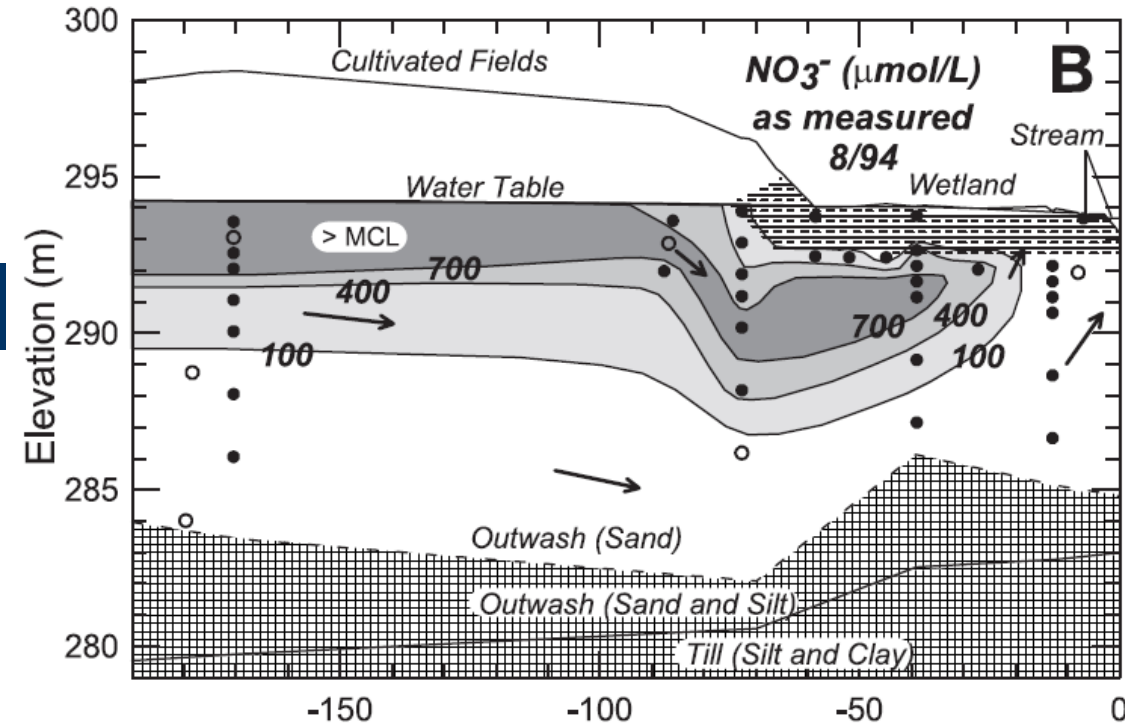 300
Cultivated Fields
B
NO3⁻ (μmol/L)
as measured
8/94
Stream
295
Water Table
Wetland
> MCL
700
400
700
400
290
100
100
Elevation (m)
285
Outwash (Sand)
Outwash (Sand and Silt)
280
Till (Silt and Clay)
-150
-100
-50
0